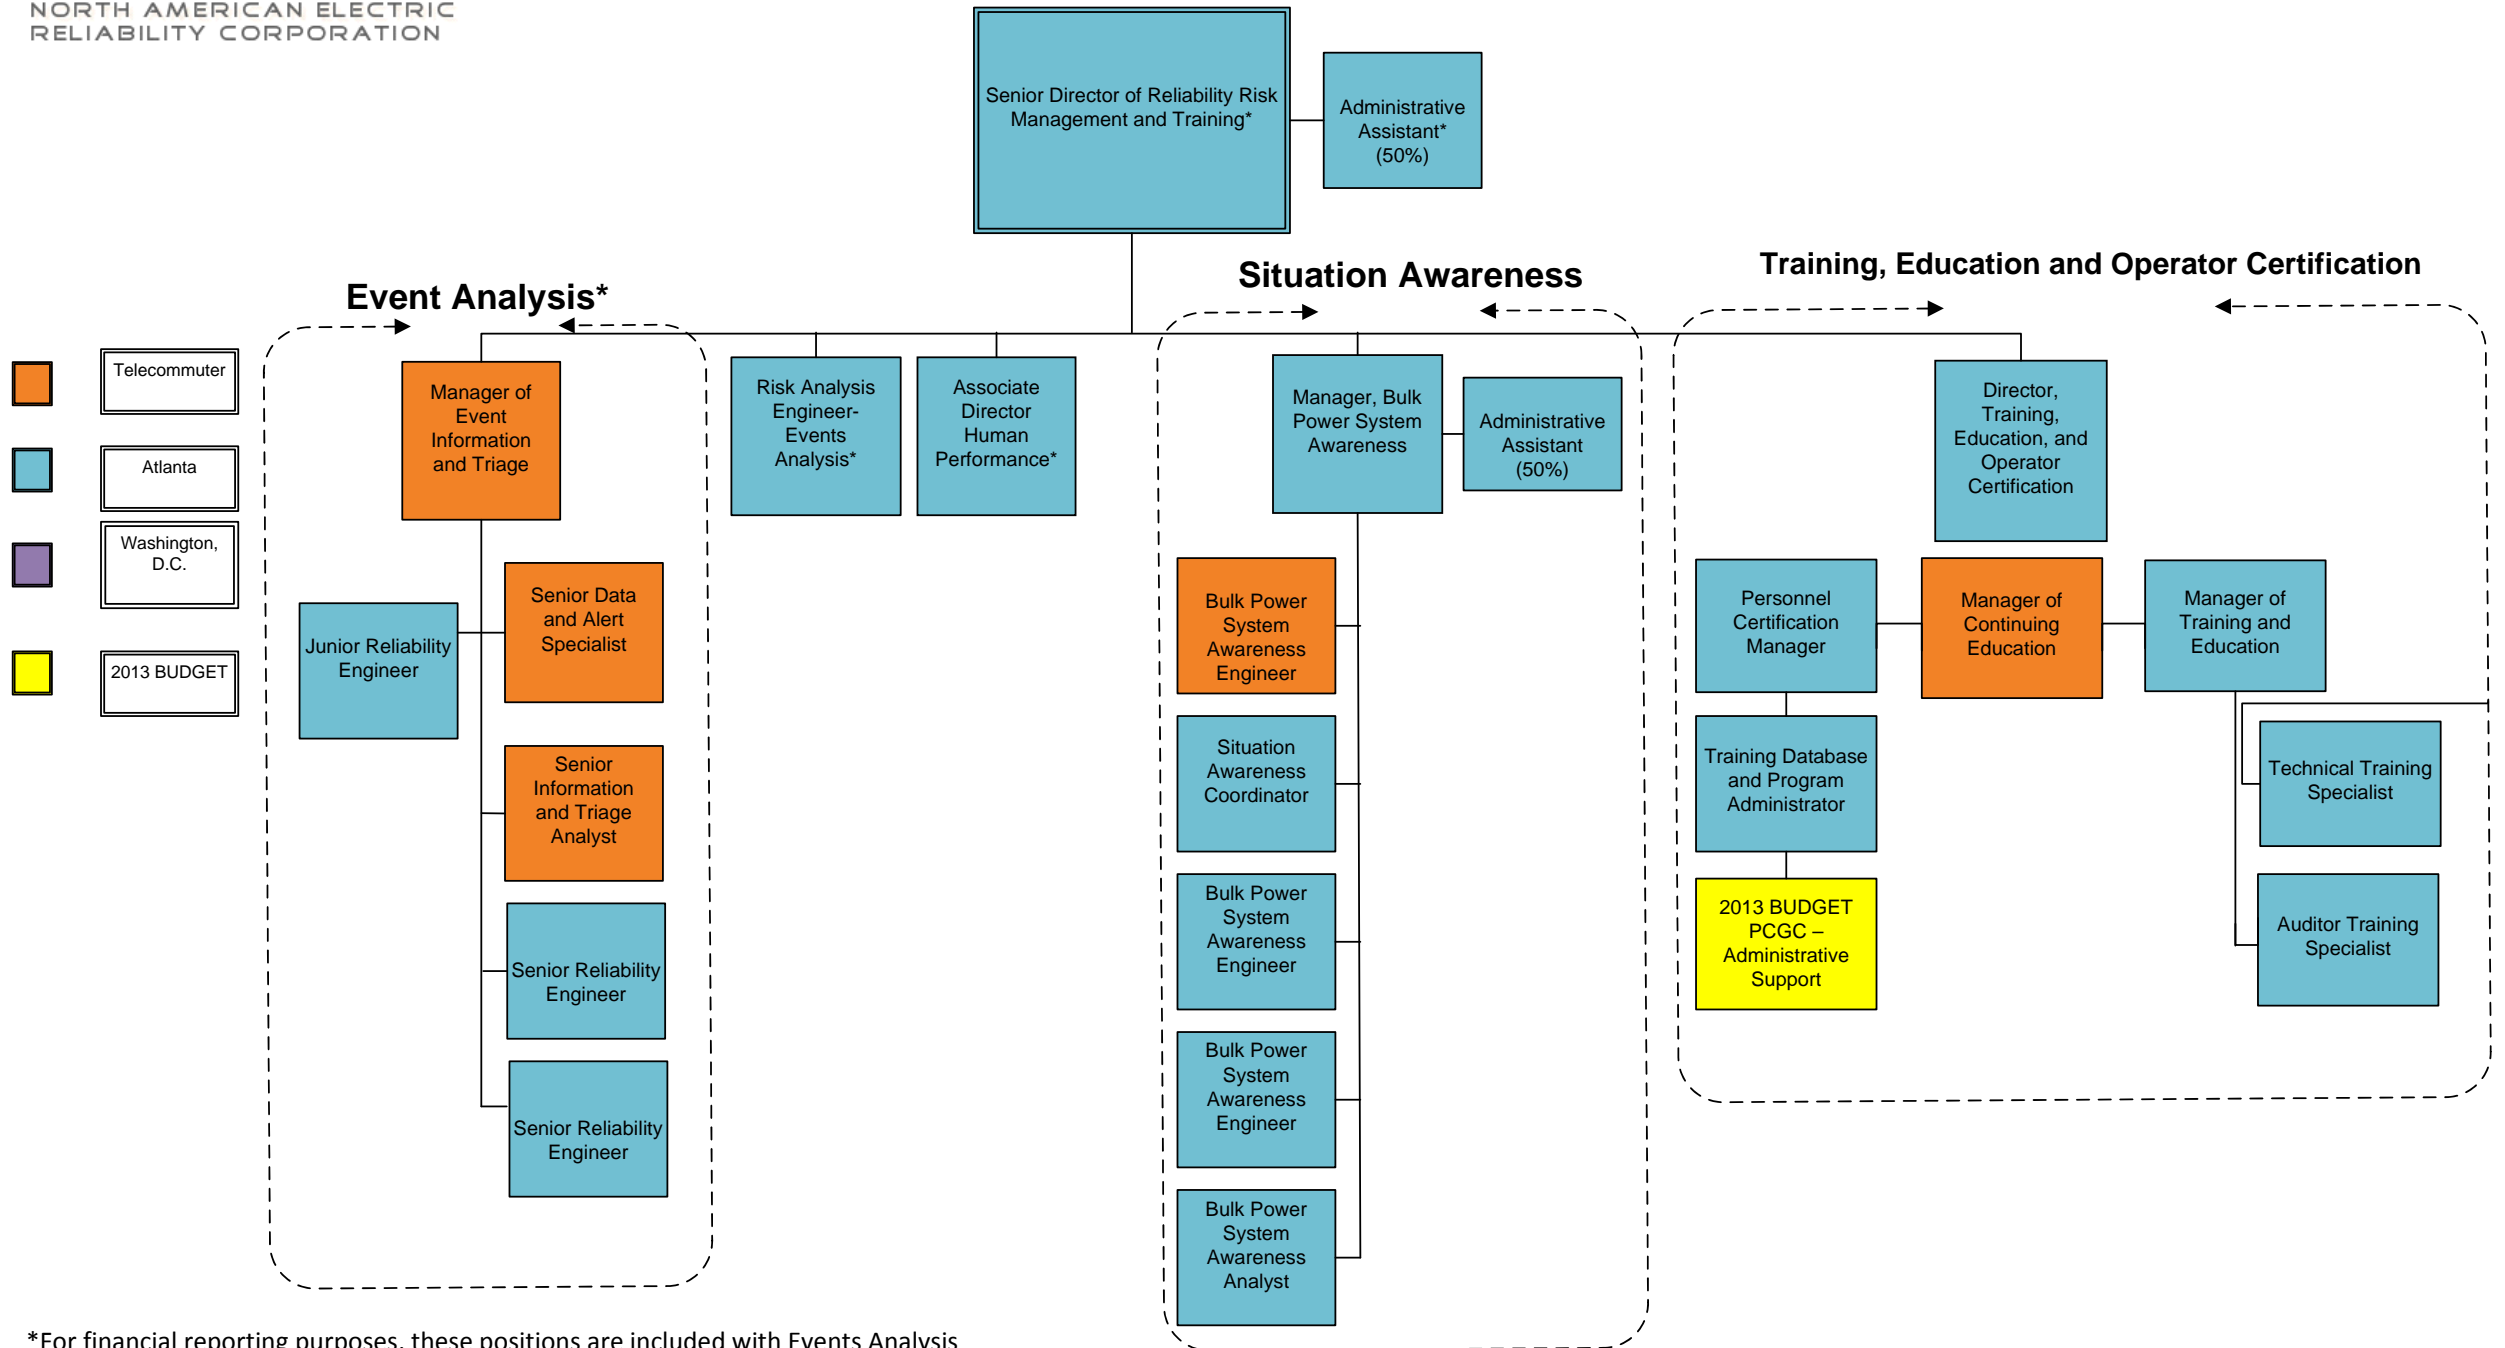 NORTH AMERICAN ELECTRIC
RELIABILITY CORPORATION
Senior Director of Reliability Risk
Management and Training*
Administrative
Assistant*
(50%)
Event Analysis*
Situation Awareness
Training, Education and Operator Certification
Telecommuter
Atlanta
Washington,
D.C.
2013 BUDGET
Manager of
Event
Information
and Triage
Risk Analysis
Engineer-
Events
Analysis*
Associate
Director
Human
Performance*
Manager, Bulk
Power System
Awareness
Administrative
Assistant
(50%)
Director,
Training,
Education, and
Operator
Certification
Junior Reliability
Engineer
Senior Data
and Alert
Specialist
Senior
Information
and Triage
Analyst
Senior Reliability
Engineer
Senior Reliability
Engineer
Bulk Power
System
Awareness
Engineer
Situation
Awareness
Coordinator
Bulk Power
System
Awareness
Engineer
Bulk Power
System
Awareness
Engineer
Bulk Power
System
Awareness
Analyst
Personnel
Certification
Manager
Manager of
Continuing
Education
Manager of
Training and
Education
Training Database
and Program
Administrator
2013 BUDGET
PCGC –
Administrative
Support
Technical Training
Specialist
Auditor Training
Specialist
*For financial reporting purposes, these positions are included with Events Analysis